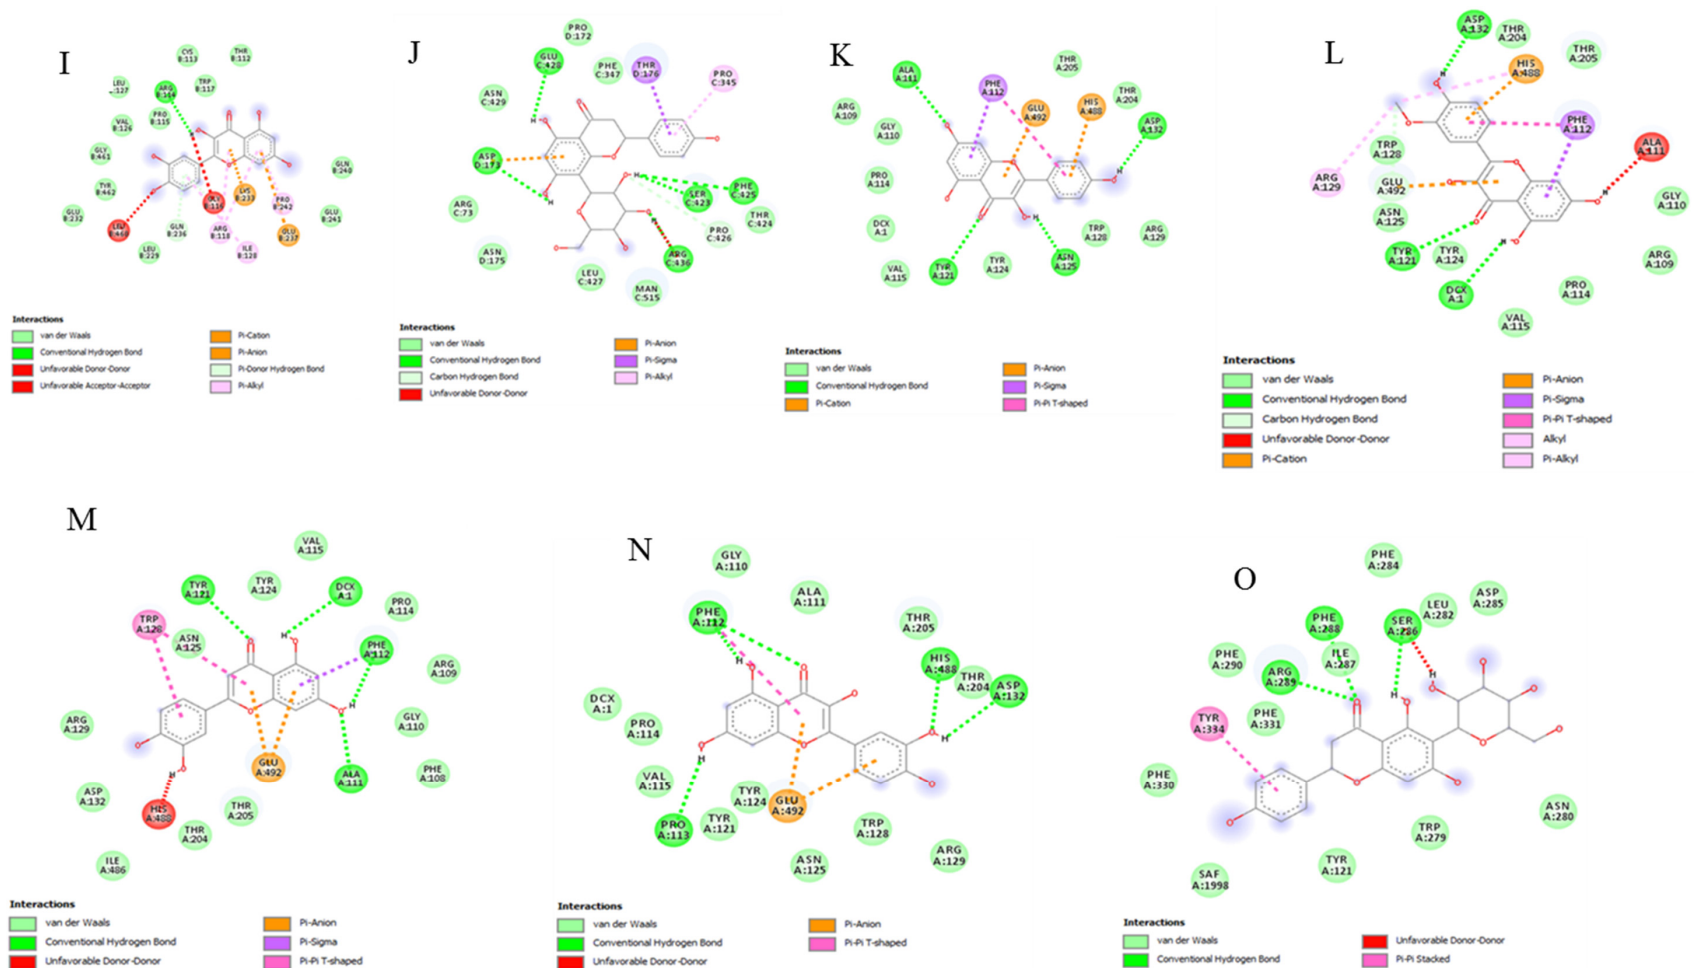 I
CYS B:113
THR B:112
LEU B:127
ARG B:114
TRP B:117
VAL B:126
PRO B:115
GLY B:461
TYR B:462
GLN B:240
GLU B:232
LYS B:233
PRO B:242
GLU B:241
GLN B:236
ARG B:118
GLU B:237
LEU B:229
ILE B:128
Interactions
van der Waals
Conventional Hydrogen Bond
Unfavorable Donor-Donor
Unfavorable Acceptor-Acceptor
Pi-Cation
Pi-Anion
Pi-Donor Hydrogen Bond
Pi-Alkyl
J
PRO D:172
GLU C:428
PHE C:347
THR D:176
PRO C:345
ASN C:429
ASP D:173
PHE C:425
SER C:423
ARG C:73
THR C:424
PRO C:426
ASN D:175
ARG C:436
LEU C:427
MAN C:515
Interactions
van der Waals
Conventional Hydrogen Bond
Carbon Hydrogen Bond
Unfavorable Donor-Donor
Pi-Anion
Pi-Sigma
Pi-Alkyl
K
ALA A:111
THR A:205
PHE A:112
THR A:204
ARG A:109
GLU A:492
HIS A:488
ASP A:132
GLY A:110
PRO A:114
DCX A:1
TRP A:128
ARG A:129
VAL A:115
TYR A:121
TYR A:124
ASN A:125
Interactions
van der Waals
Conventional Hydrogen Bond
Pi-Cation
Pi-Anion
Pi-Sigma
Pi-Pi T-shaped
L
ASP A:132
THR A:204
THR A:205
HIS A:488
PHE A:112
ALA A:111
TRP A:128
ARG A:129
GLU A:492
GLY A:110
ASN A:125
TYR A:121
TYR A:124
ARG A:109
DCX A:1
PRO A:114
VAL A:115
Interactions
van der Waals
Conventional Hydrogen Bond
Carbon Hydrogen Bond
Unfavorable Donor-Donor
Pi-Cation
Pi-Anion
Pi-Sigma
Pi-Pi T-shaped
Alkyl
Pi-Alkyl
M
VAL A:115
TYR A:121
TYR A:124
DCX A:1
PRO A:114
TRP A:128
ASN A:125
PHE A:112
ARG A:109
ARG A:129
GLY A:110
GLU A:492
ALA A:111
PHE A:108
ASP A:132
HIS A:488
THR A:205
THR A:204
ILE A:486
Interactions
van der Waals
Conventional Hydrogen Bond
Unfavorable Donor-Donor
Pi-Anion
Pi-Sigma
Pi-Pi T-shaped
N
GLY A:110
PHE A:112
ALA A:111
THR A:205
HIS A:488
THR A:204
ASP A:132
DCX A:1
PRO A:114
VAL A:115
TYR A:124
GLU A:492
PRO A:113
TYR A:121
TRP A:128
ASN A:125
ARG A:129
Interactions
van der Waals
Conventional Hydrogen Bond
Unfavorable Donor-Donor
Pi-Anion
Pi-Pi T-shaped
O
PHE A:284
PHE A:288
SER A:286
LEU A:282
ASP A:285
PHE A:290
ARG A:289
ILE A:287
TYR A:334
PHE A:331
PHE A:330
ASN A:280
TRP A:279
SAF A:1998
TYR A:121
Interactions
van der Waals
Conventional Hydrogen Bond
Unfavorable Donor-Donor
Pi-Pi Stacked